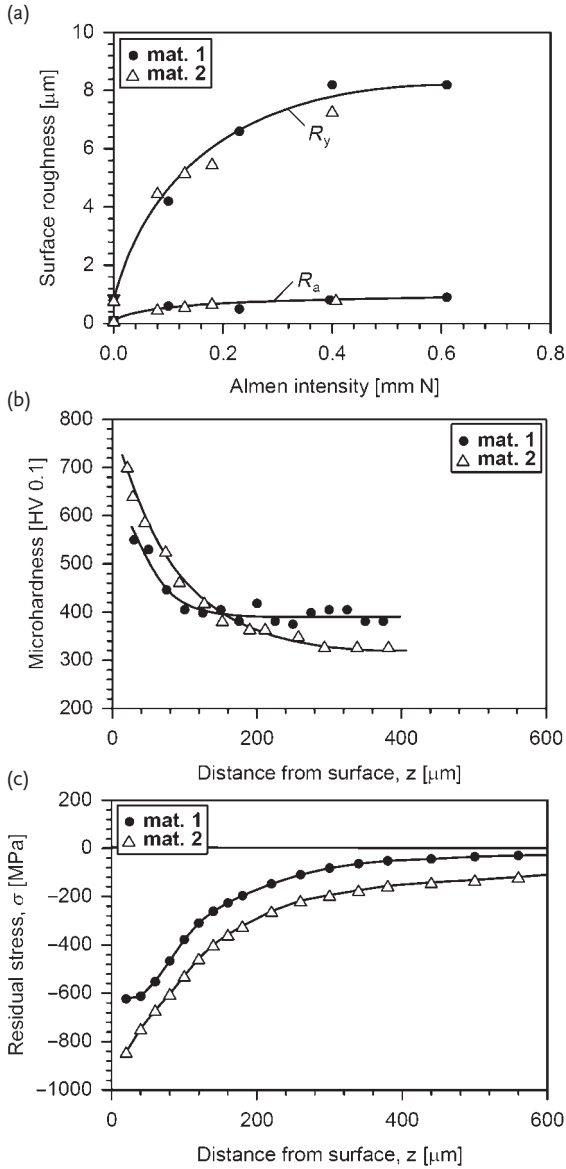 (a)
10
8
6
4
2
0
Surface roughness [μm]
mat. 1
mat. 2
Ry
Ra
0.0
0.2
0.4
0.6
0.8
Almen intensity [mm N]
(b)
800
700
600
500
400
300
200
Microhardness [HV 0.1]
mat. 1
mat. 2
0
200
400
600
Distance from surface, z [μm]
(c)
200
0
−200
−400
−600
−800
−1000
Residual stress, σ [MPa]
mat. 1
mat. 2
0
200
400
600
Distance from surface, z [μm]